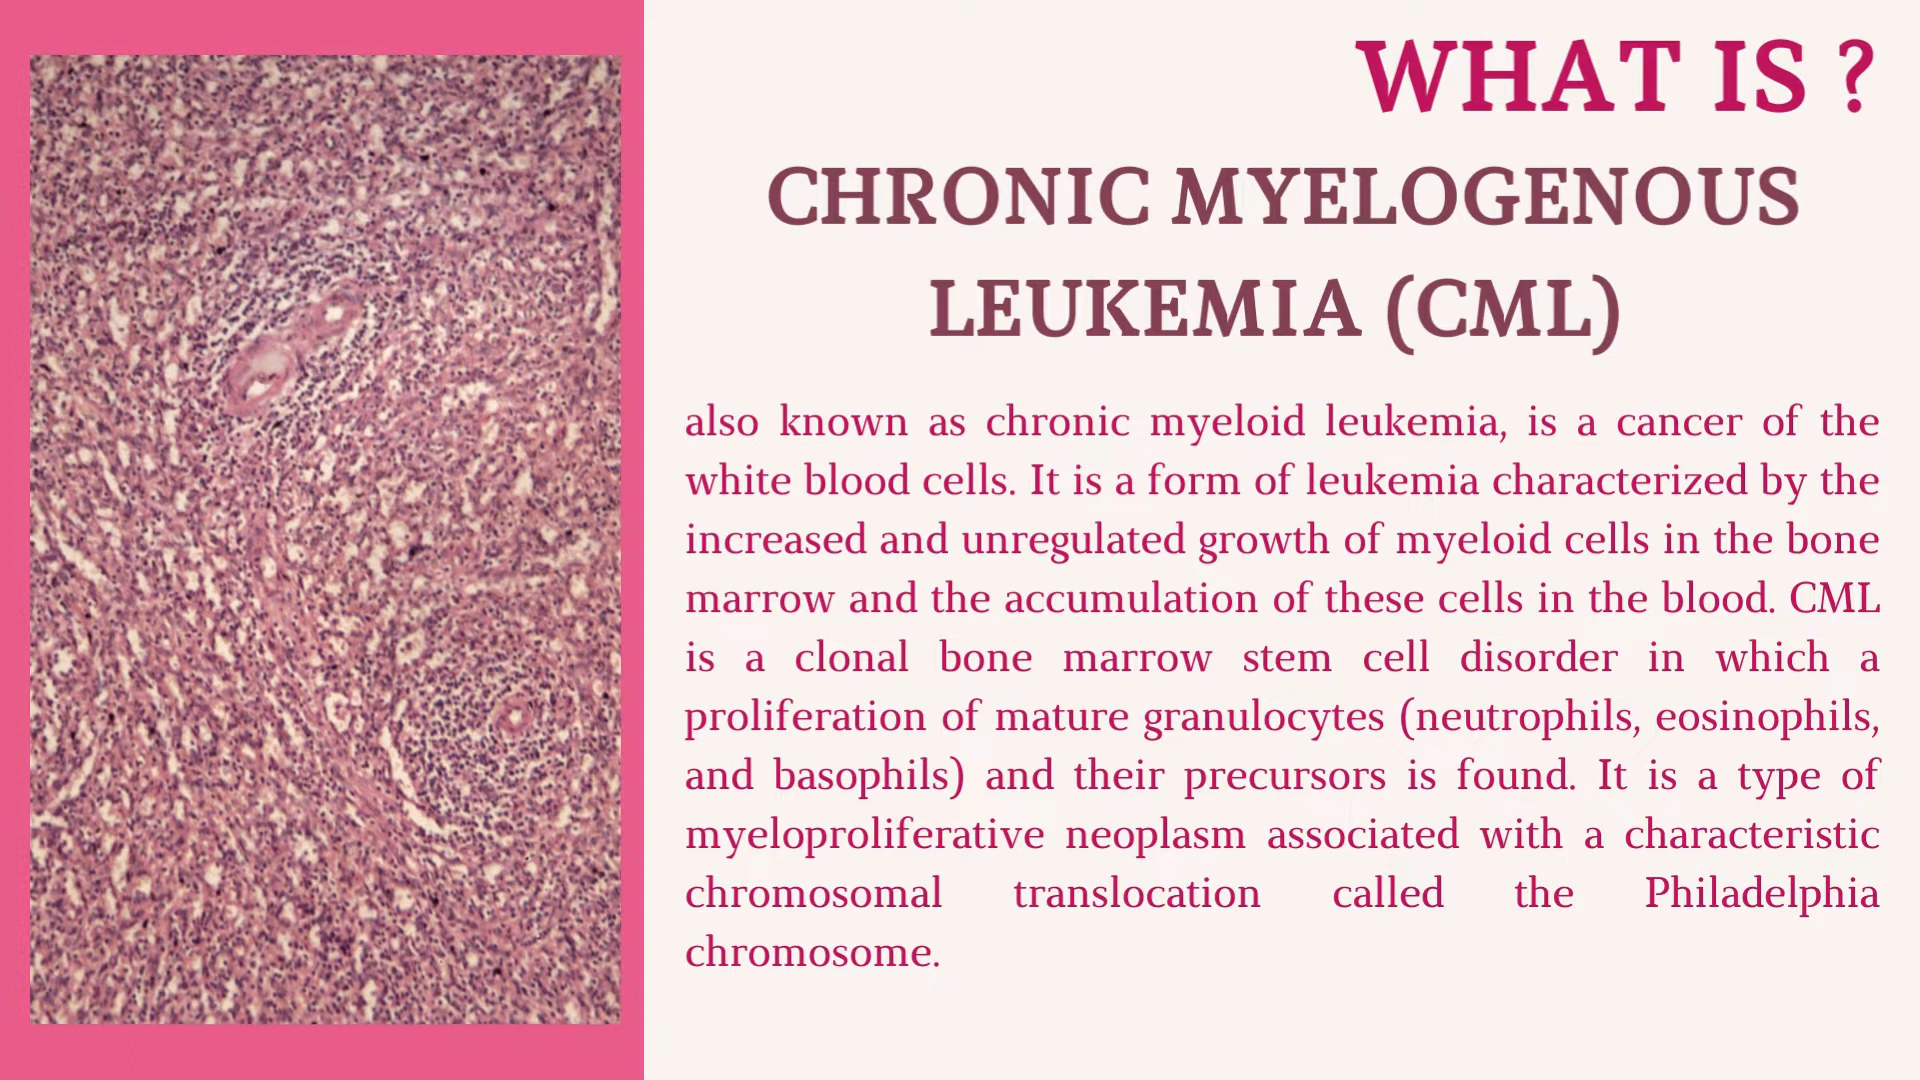 WHAT IS ?
CHRONIC MYELOGENOUS
LEUKEMIA (CML)
also known as chronic myeloid leukemia, is a cancer of the
white blood cells. It is a form of leukemia characterized by the
increased and unregulated growth of myeloid cells in the bone
marrow and the accumulation of these cells in the blood. CML
is a clonal bone marrow stem cell disorder in which a
proliferation of mature granulocytes (neutrophils, eosinophils,
and basophils) and their precursors is found. It is a type of
myeloproliferative neoplasm associated with a characteristic
chromosomal translocation called the Philadelphia
chromosome.